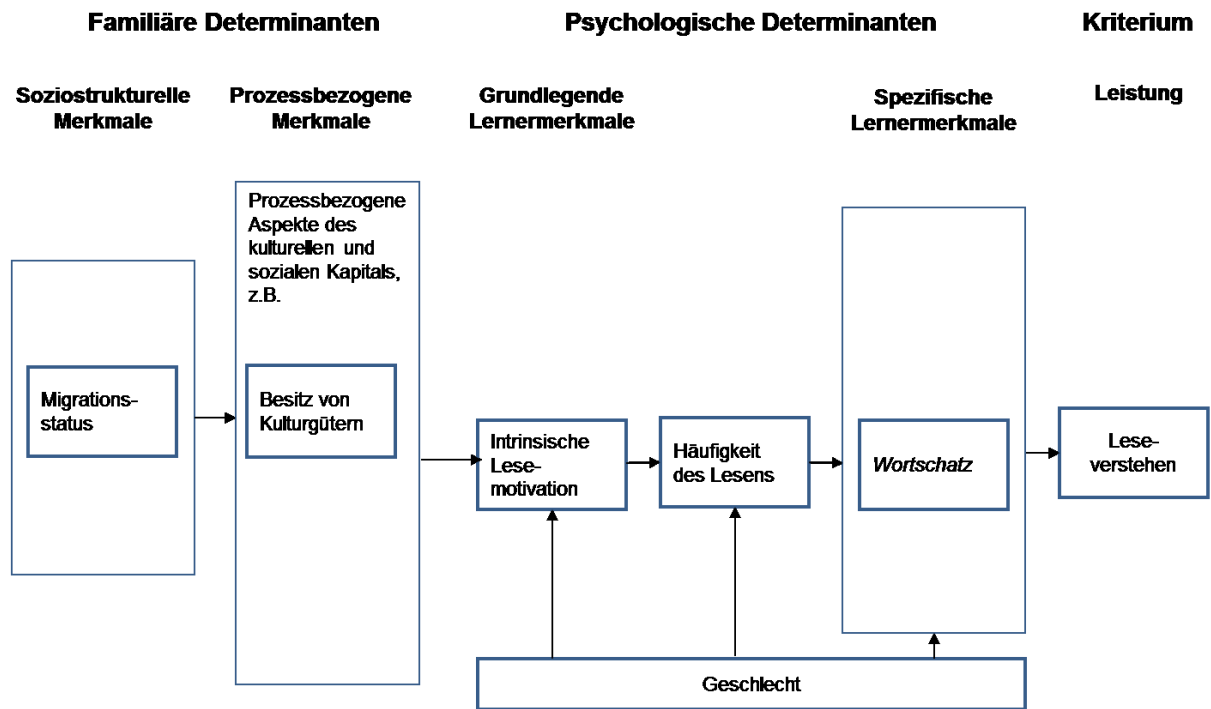 Familiäre Determinanten
Psychologische Determinanten
Kriterium
Soziostrukturelle
Merkmale
Prozessbezogene
Merkmale
Grundlegende
Lernermerkmale
Spezifische
Lernermerkmale
Leistung
Prozessbezogene
Aspekte des
kulturellen und
sozialen Kapitals,
z.B.
Migrations-
status
Besitz von
Kulturgütern
Intrinsische
Lese-
motivation
Häufigkeit
des Lesens
Wortschatz
Lese-
verstehen
Geschlecht